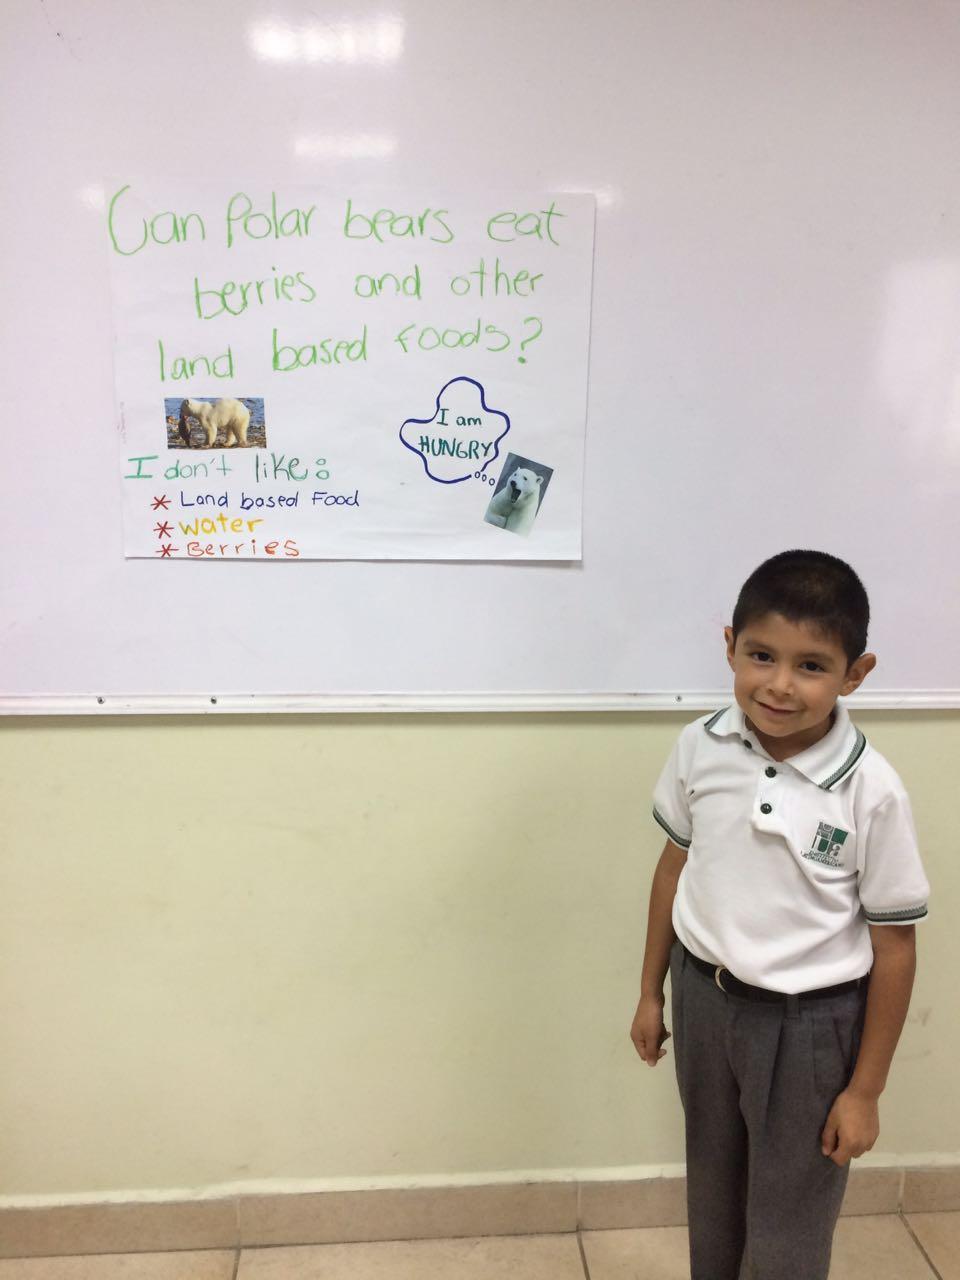 Can Polar bears eat
berries and other
land based foods?
I am
HUNGRY
I don't like:
* Land based Food
* Water
* Berries